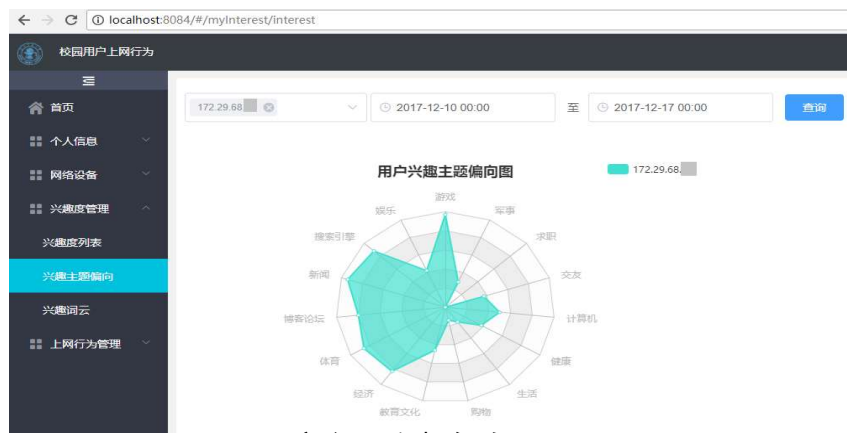 localhost:8084/#/myInterest/interest
校园用户上网行为
首页
个人信息
网络设备
兴趣度管理
兴趣度列表
兴趣主题偏向
兴趣词云
上网行为管理
172.29.68.
2017-12-10 00:00
至
2017-12-17 00:00
查询
用户兴趣主题偏向图
172.29.68.
游戏
军事
求职
交友
计算机
健康
生活
购物
教育文化
经济
体育
博客论坛
新闻
搜索引擎
娱乐